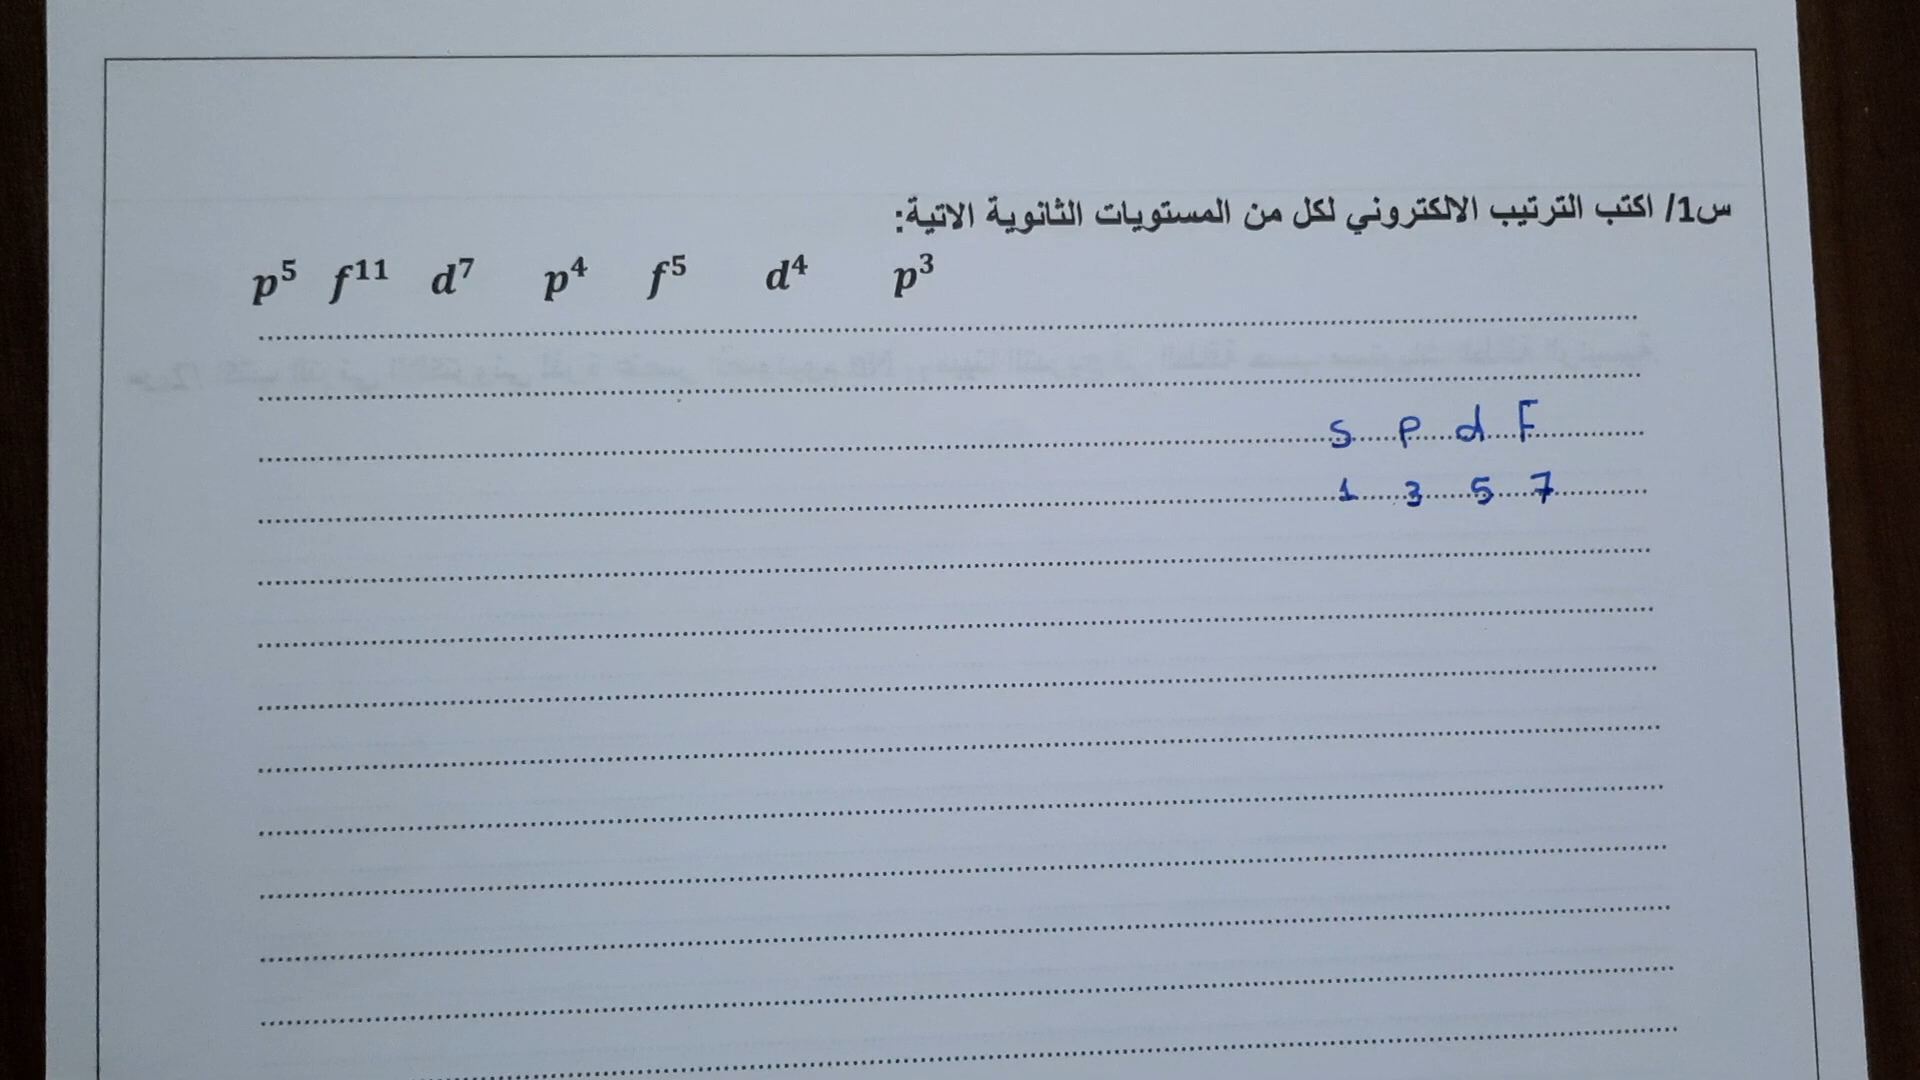 س1/ اكتب الترتيب الالكتروني لكل من المستويات الثانوية الاتية:
p⁵ f¹¹ d⁷ p⁴ f⁵ d⁴ p³
S P d F
1 3 5 7